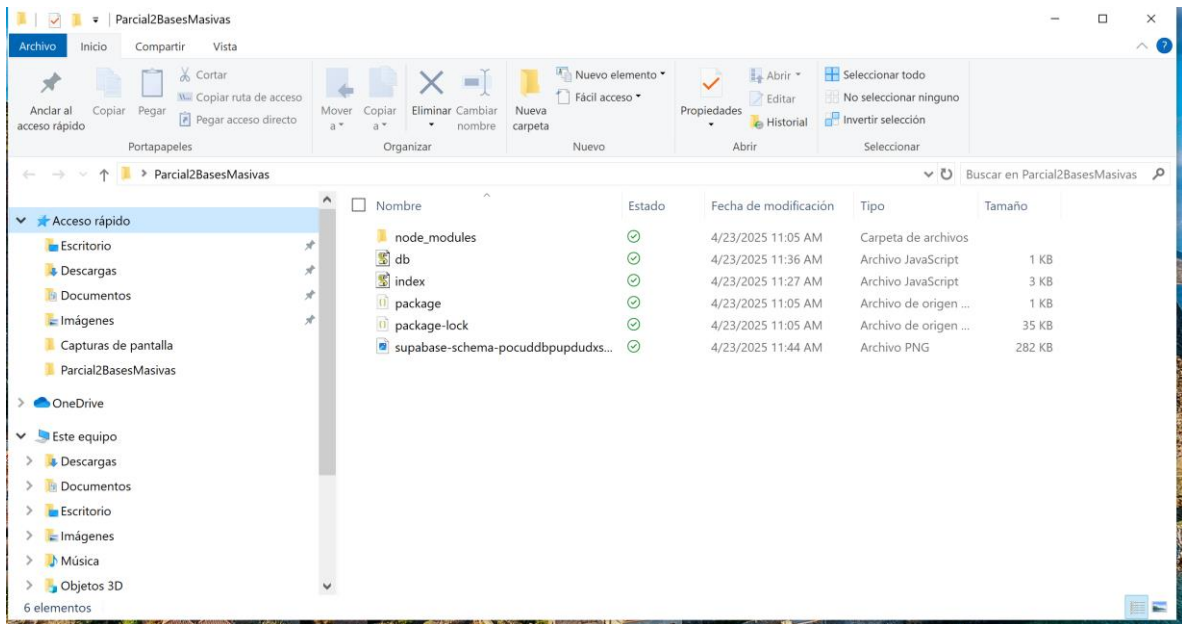 Parcial2BasesMasivas
Archivo Inicio Compartir Vista
Anclar al acceso rápido
Copiar
Pegar
Cortar
Copiar ruta de acceso
Pegar acceso directo
Portapapeles
Mover a
Copiar a
Eliminar
Cambiar nombre
Organizar
Nueva carpeta
Nuevo elemento
Fácil acceso
Nuevo
Propiedades
Abrir
Editar
Historial
Abrir
Seleccionar todo
No seleccionar ninguno
Invertir selección
Seleccionar
Parcial2BasesMasivas
Buscar en Parcial2BasesMasivas
Acceso rápido
Escritorio
Descargas
Documentos
Imágenes
Capturas de pantalla
Parcial2BasesMasivas
OneDrive
Este equipo
Descargas
Documentos
Escritorio
Imágenes
Música
Objetos 3D
Nombre Estado Fecha de modificación Tipo Tamaño
node_modules 4/23/2025 11:05 AM Carpeta de archivos
db 4/23/2025 11:36 AM Archivo JavaScript 1 KB
index 4/23/2025 11:27 AM Archivo JavaScript 3 KB
package 4/23/2025 11:05 AM Archivo de origen ... 1 KB
package-lock 4/23/2025 11:05 AM Archivo de origen ... 35 KB
supabase-schema-pocuddbpupdudxs... 4/23/2025 11:44 AM Archivo PNG 282 KB
6 elementos